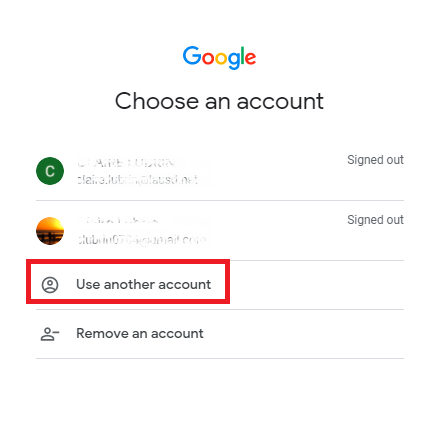 Google
Choose an account
C
Signed out
Signed out
Use another account
Remove an account